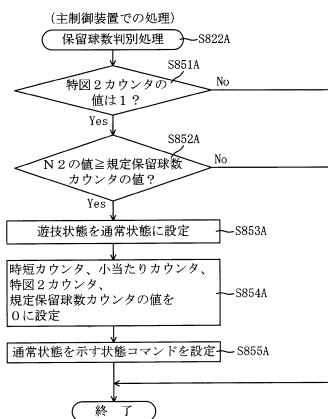 （主制御装置での処理）
保留球数判別処理
S822A
S851A
特図２カウンタの
値は１？
No
Yes
S852A
Ｎ２の値≧規定保留球数
カウンタの値？
No
Yes
遊技状態を通常状態に設定
S853A
時短カウンタ、小当たりカウンタ、
特図２カウンタ、
規定保留球数カウンタの値を
０に設定
S854A
通常状態を示す状態コマンドを設定
S855A
終　了